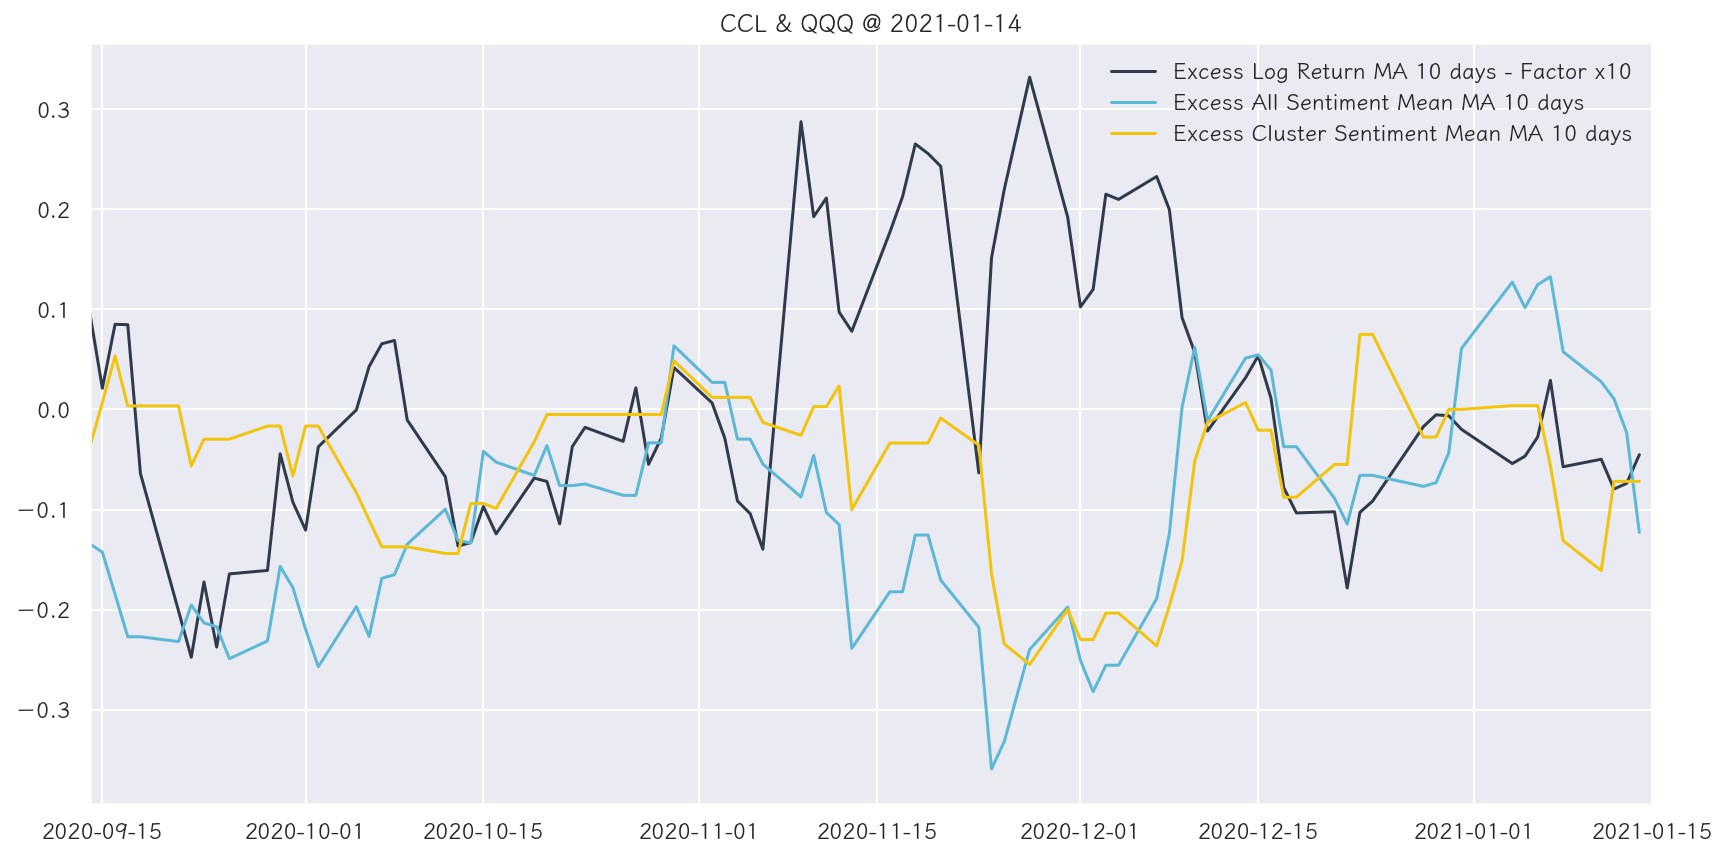 CCL & QQQ @ 2021-01-14
Excess Log Return MA 10 days - Factor x10
Excess All Sentiment Mean MA 10 days
Excess Cluster Sentiment Mean MA 10 days
0.3
0.2
0.1
0.0
−0.1
−0.2
−0.3
2020-09-15 2020-10-01 2020-10-15 2020-11-01 2020-11-15 2020-12-01 2020-12-15 2021-01-01 2021-01-15